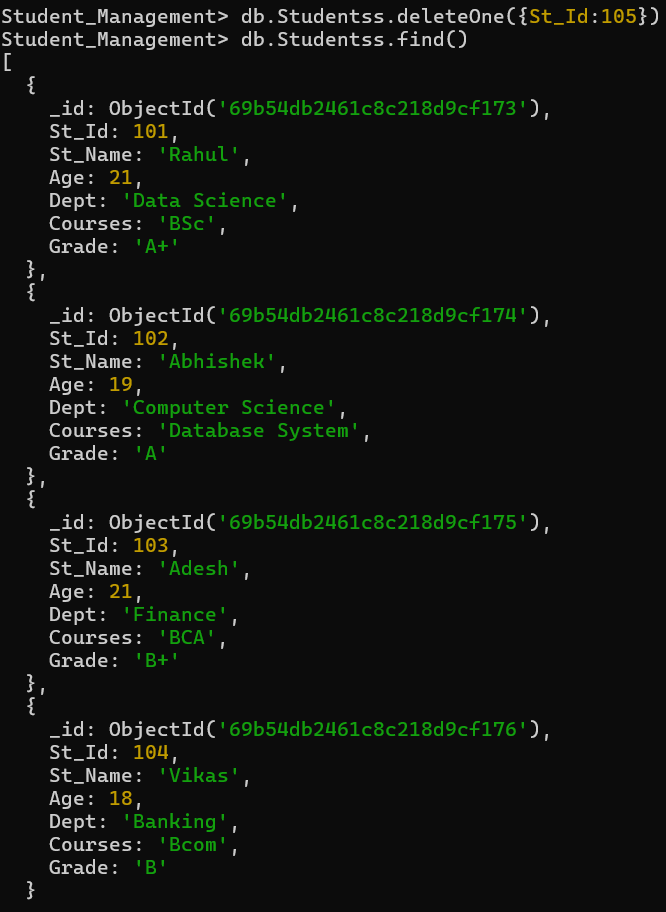 Student_Management> db.Studentss.deleteOne({St_Id:105})
Student_Management> db.Studentss.find()
[
  {
    _id: ObjectId('69b54db2461c8c218d9cf173'),
    St_Id: 101,
    St_Name: 'Rahul',
    Age: 21,
    Dept: 'Data Science',
    Courses: 'BSc',
    Grade: 'A+'
  },
  {
    _id: ObjectId('69b54db2461c8c218d9cf174'),
    St_Id: 102,
    St_Name: 'Abhishek',
    Age: 19,
    Dept: 'Computer Science',
    Courses: 'Database System',
    Grade: 'A'
  },
  {
    _id: ObjectId('69b54db2461c8c218d9cf175'),
    St_Id: 103,
    St_Name: 'Adesh',
    Age: 21,
    Dept: 'Finance',
    Courses: 'BCA',
    Grade: 'B+'
  },
  {
    _id: ObjectId('69b54db2461c8c218d9cf176'),
    St_Id: 104,
    St_Name: 'Vikas',
    Age: 18,
    Dept: 'Banking',
    Courses: 'Bcom',
    Grade: 'B'
  }